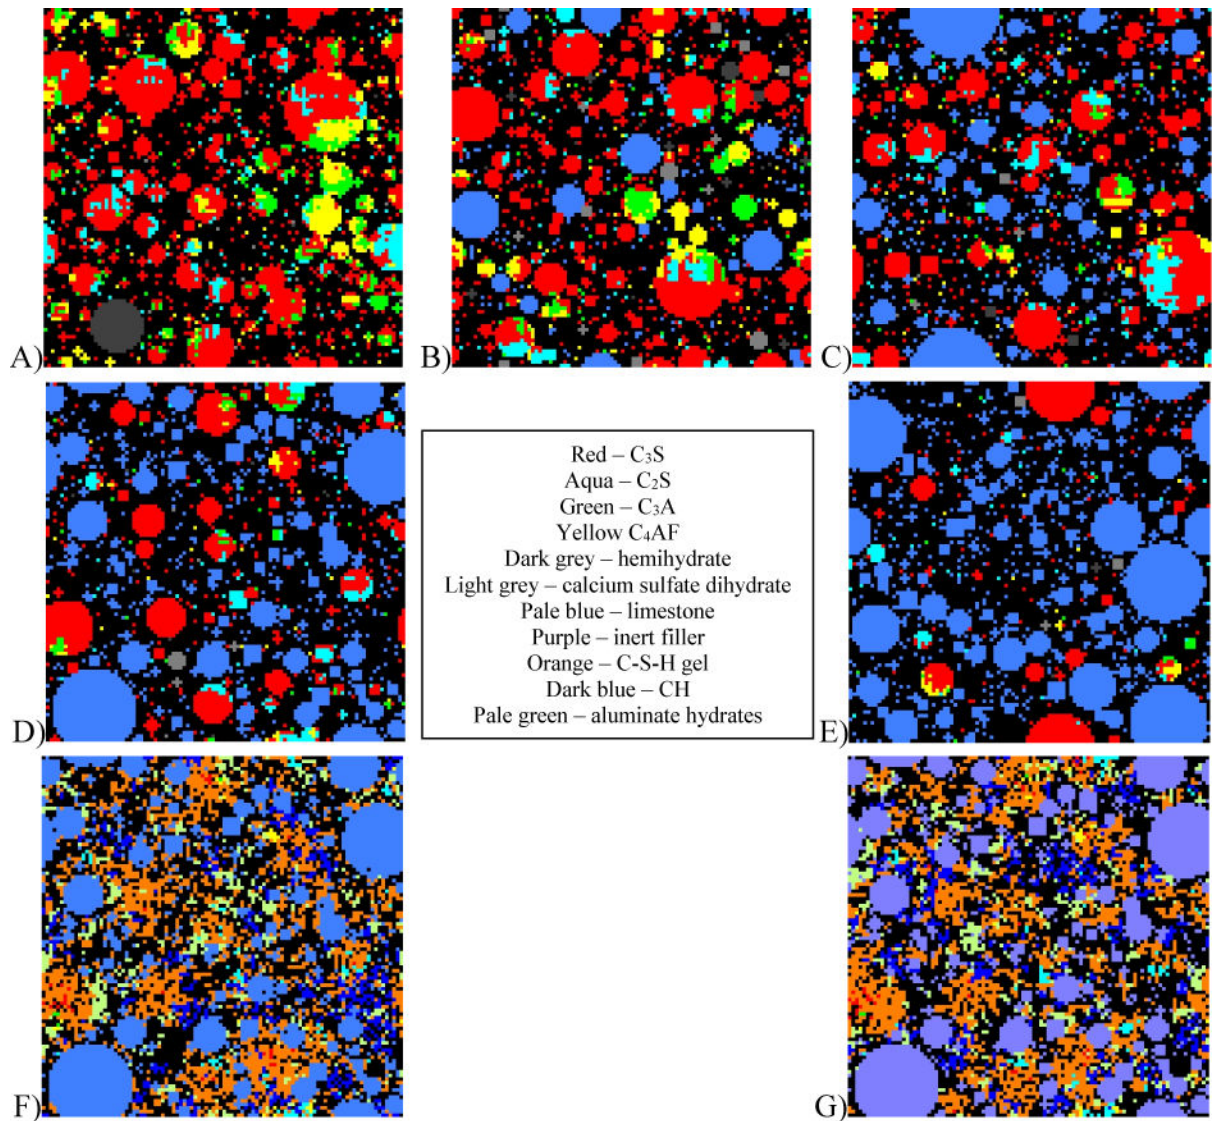 A)
B)
C)
D)
Red – C₃S
Aqua – C₂S
Green – C₃A
Yellow C₄AF
Dark grey – hemihydrate
Light grey – calcium sulfate dihydrate
Pale blue – limestone
Purple – inert filler
Orange – C-S-H gel
Dark blue – CH
Pale green – aluminate hydrates
E)
F)
G)